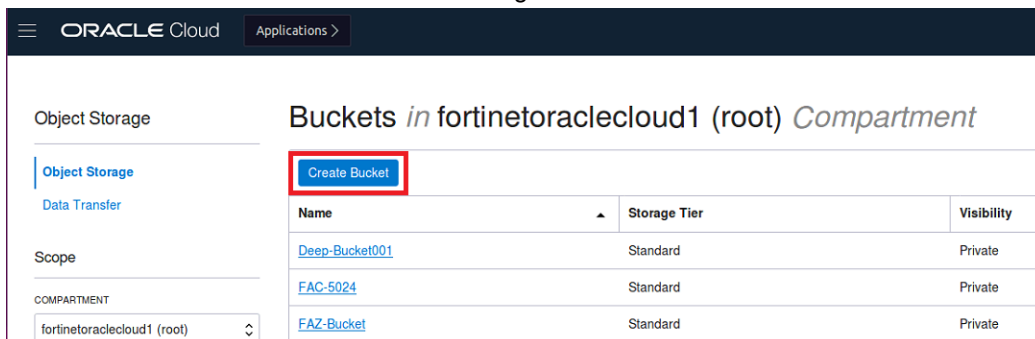 ORACLE Cloud Applications >
Object Storage
Object Storage
Data Transfer
Scope
COMPARTMENT
fortinetoraclecloud1 (root)
Buckets in fortinetoraclecloud1 (root) Compartment
Create Bucket
Name Storage Tier Visibility
Deep-Bucket001 Standard Private
FAC-5024 Standard Private
FAZ-Bucket Standard Private